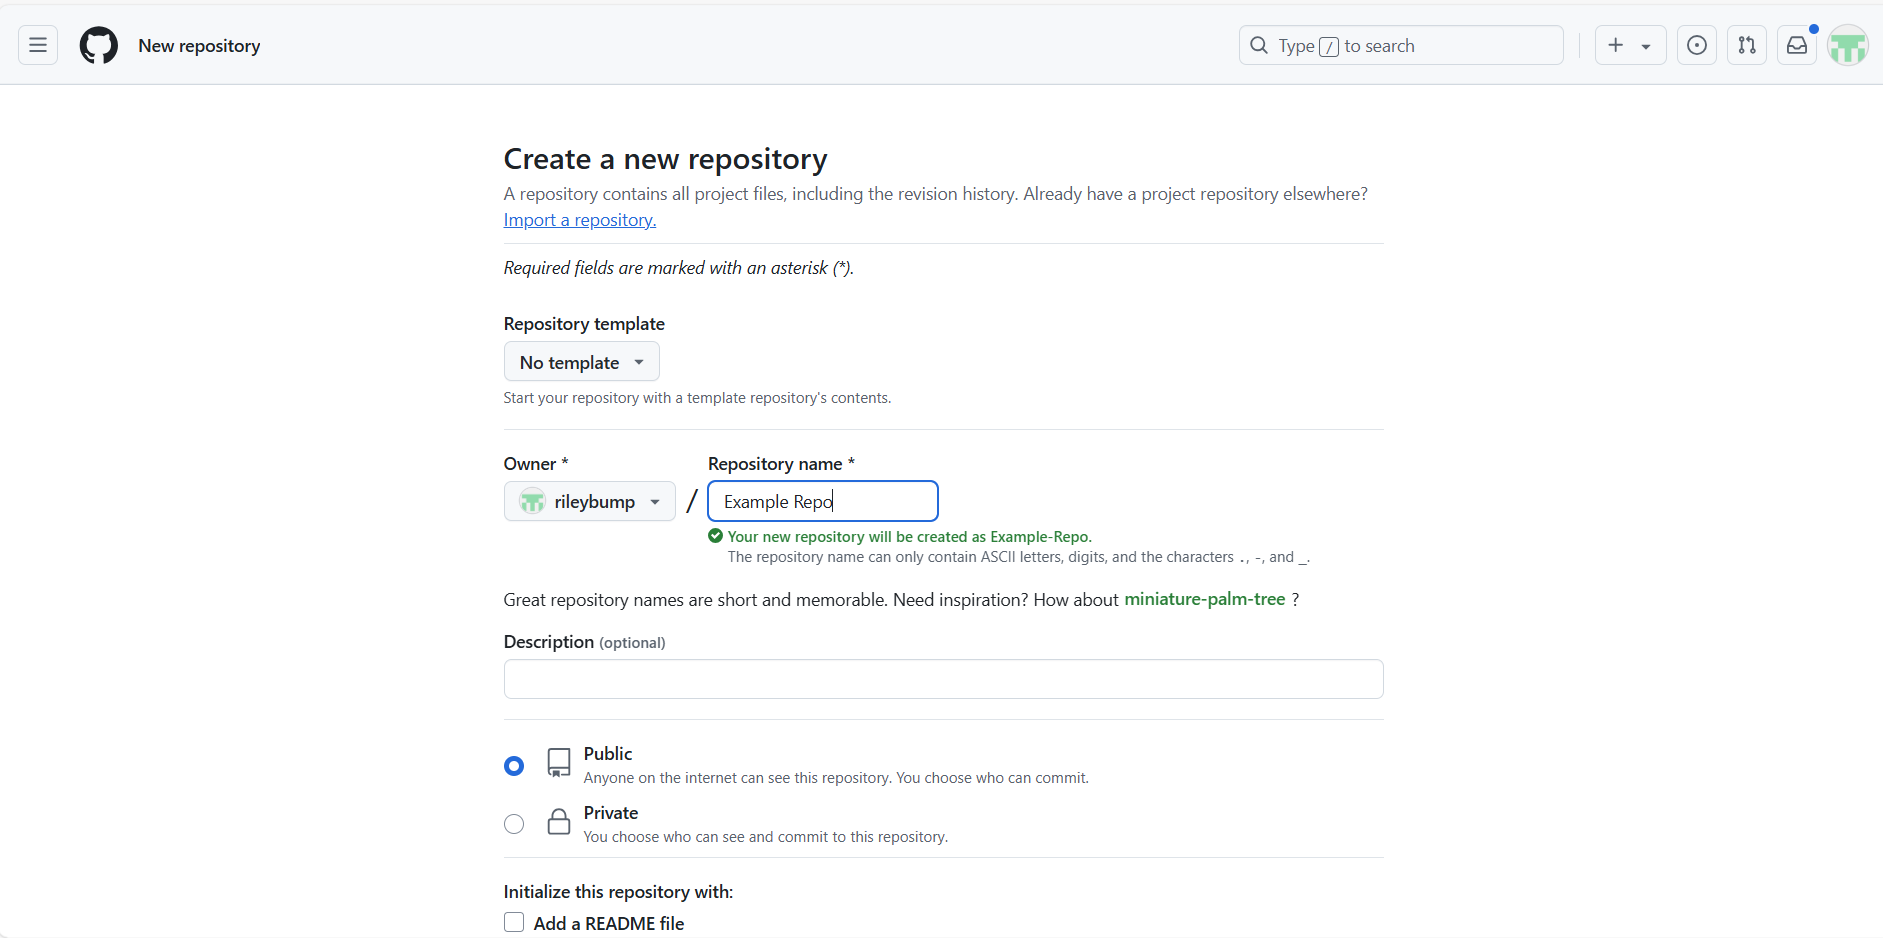 New repository
Type / to search
Create a new repository
A repository contains all project files, including the revision history. Already have a project repository elsewhere?
Import a repository.
Required fields are marked with an asterisk (*).
Repository template
No template
Start your repository with a template repository's contents.
Owner * Repository name *
rileybump / Example Repo
Your new repository will be created as Example-Repo.
The repository name can only contain ASCII letters, digits, and the characters ., -, and _.
Great repository names are short and memorable. Need inspiration? How about miniature-palm-tree ?
Description (optional)
Public
Anyone on the internet can see this repository. You choose who can commit.
Private
You choose who can see and commit to this repository.
Initialize this repository with:
Add a README file